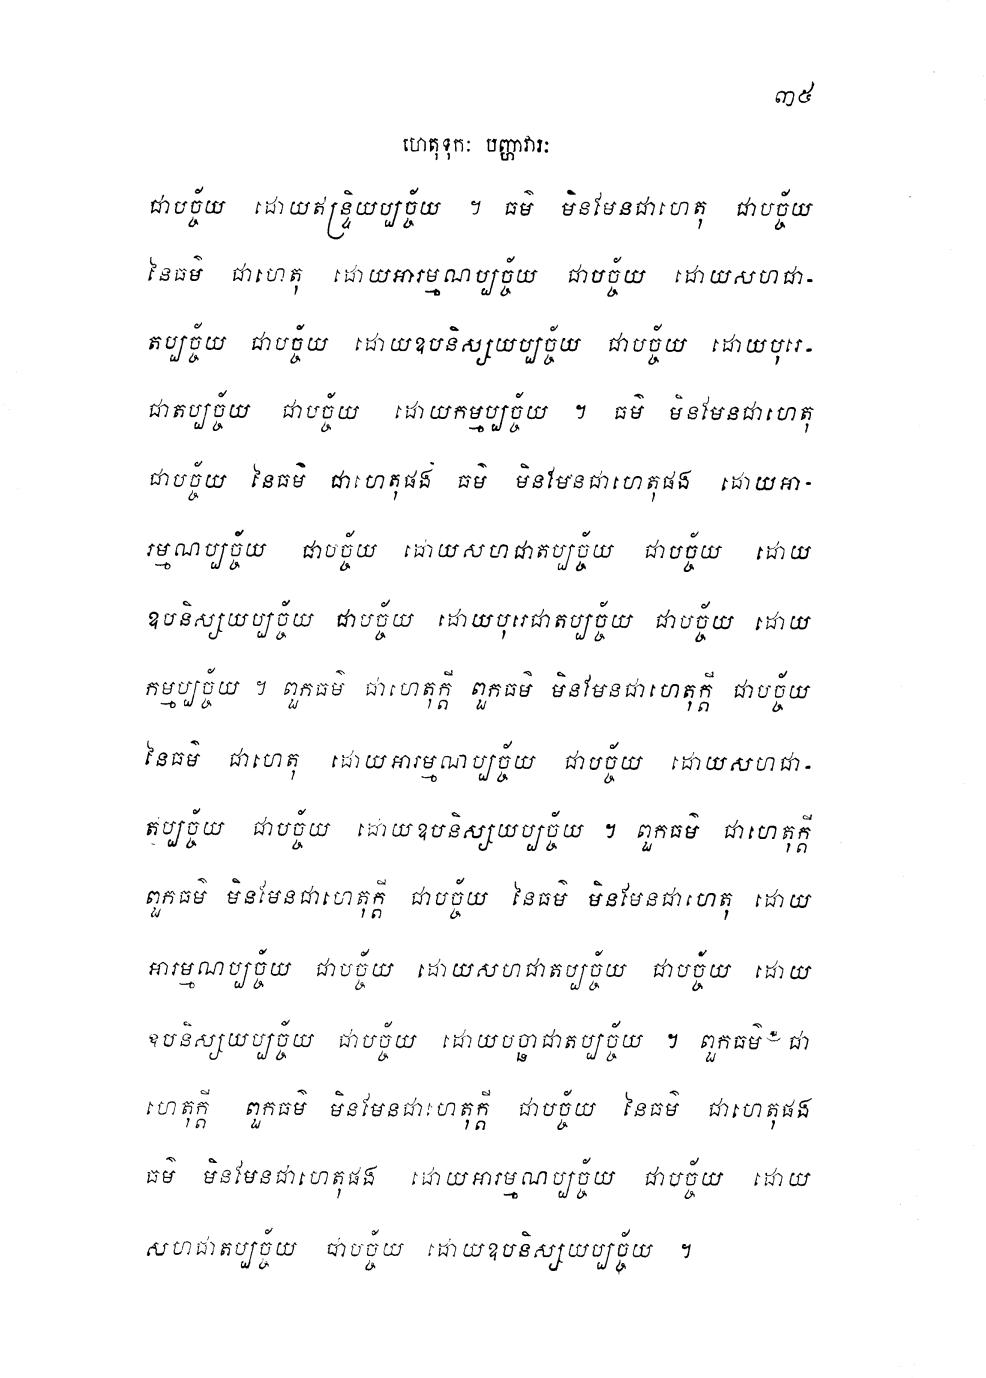 ៣៥
ហេតុទុកៈ បញ្ហាវារៈ
ជាបច្ច័យ ដោយឥន្ទ្រិយប្បច្ច័យ ។ ធម៌ មិនមែនជាហេតុ ជាបច្ច័យ
នៃធម៌ ជាហេតុ ដោយអារម្មណប្បច្ច័យ ជាបច្ច័យ ដោយសហជា-
តប្បច្ច័យ ជាបច្ច័យ ដោយឧបនិស្សយប្បច្ច័យ ជាបច្ច័យ ដោយបុរេ-
ជាតប្បច្ច័យ ជាបច្ច័យ ដោយកម្មប្បច្ច័យ ។ ធម៌ មិនមែនជាហេតុ
ជាបច្ច័យ នៃធម៌ ជាហេតុផង ធម៌ មិនមែនជាហេតុផង ដោយអា-
រម្មណប្បច្ច័យ ជាបច្ច័យ ដោយសហជាតប្បច្ច័យ ជាបច្ច័យ ដោយ
ឧបនិស្សយប្បច្ច័យ ជាបច្ច័យ ដោយបុរេជាតប្បច្ច័យ ជាបច្ច័យ ដោយ
កម្មប្បច្ច័យ ។ ពួកធម៌ ជាហេតុក្តី ពួកធម៌ មិនមែនជាហេតុក្តី ជាបច្ច័យ
នៃធម៌ ជាហេតុ ដោយអារម្មណប្បច្ច័យ ជាបច្ច័យ ដោយសហជា-
តប្បច្ច័យ ជាបច្ច័យ ដោយឧបនិស្សយប្បច្ច័យ ។ ពួកធម៌ ជាហេតុក្តី
ពួកធម៌ មិនមែនជាហេតុក្តី ជាបច្ច័យ នៃធម៌ មិនមែនជាហេតុ ដោយ
អារម្មណប្បច្ច័យ ជាបច្ច័យ ដោយសហជាតប្បច្ច័យ ជាបច្ច័យ ដោយ
ឧបនិស្សយប្បច្ច័យ ជាបច្ច័យ ដោយបច្ឆាជាតប្បច្ច័យ ។ ពួកធម៌ ជា
ហេតុក្តី ពួកធម៌ មិនមែនជាហេតុក្តី ជាបច្ច័យ នៃធម៌ ជាហេតុផង
ធម៌ មិនមែនជាហេតុផង ដោយអារម្មណប្បច្ច័យ ជាបច្ច័យ ដោយ
សហជាតប្បច្ច័យ ជាបច្ច័យ ដោយឧបនិស្សយប្បច្ច័យ ។